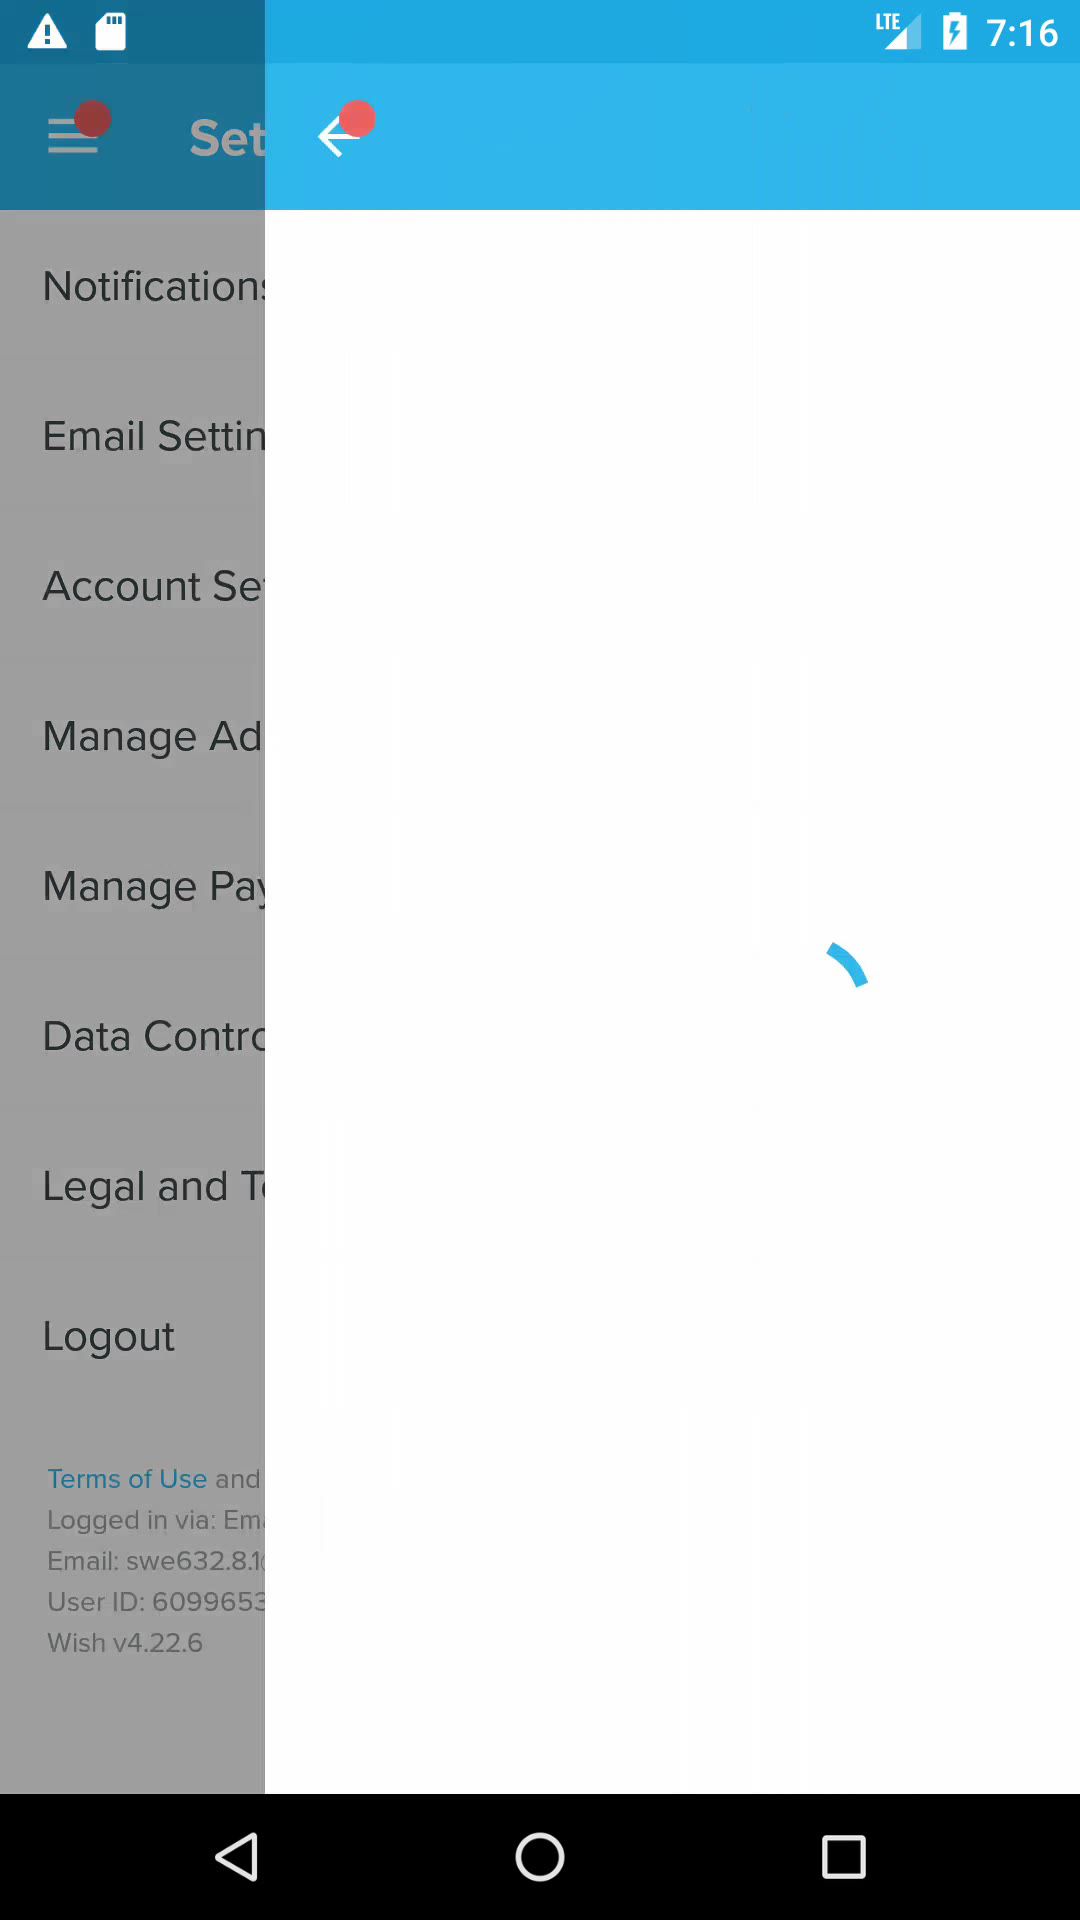 LTE 7:16
Set
Notifications
Email Settin
Account Se
Manage Ad
Manage Pay
Data Contro
Legal and T
Logout
Terms of Use and
Logged in via: Ema
Email: swe632.8.1@
User ID: 6099653
Wish v4.22.6